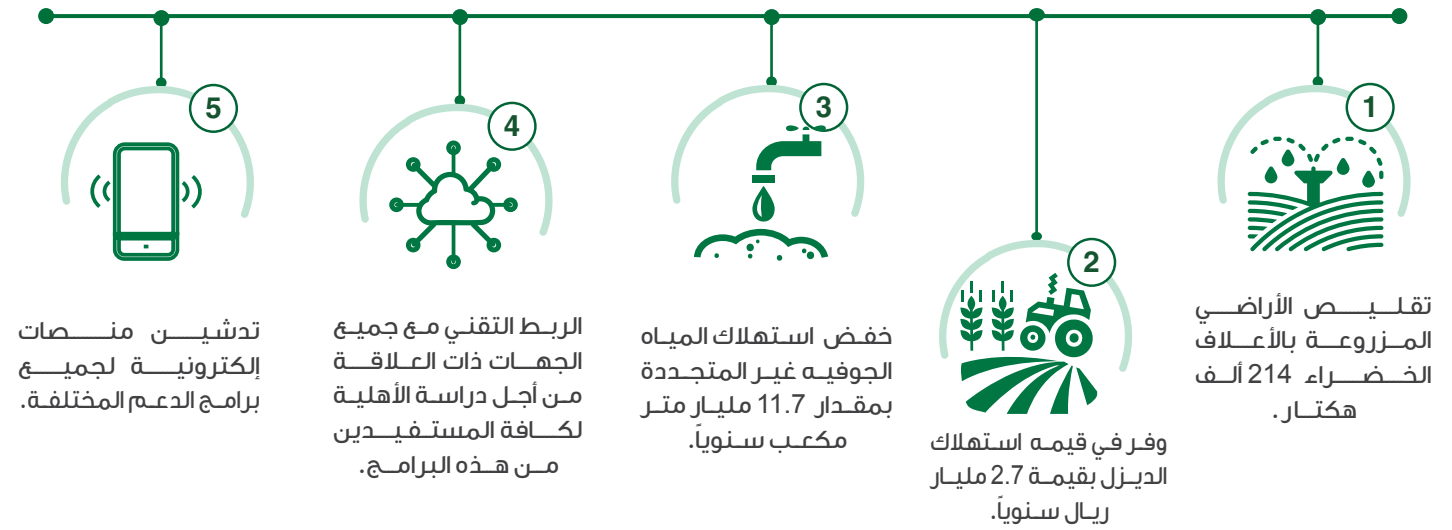 1
تقليص الأراضي
المزروعة بالأعلاف
الخضراء 214 ألف
هكتار.
2
وفر في قيمه استهلاك
الديزل بقيمة 2.7 مليار
ريال سنوياً.
3
خفض استهلاك المياه
الجوفيه غير المتجددة
بمقدار 11.7 مليار متر
مكعب سنوياً.
4
الربط التقني مع جميع
الجهات ذات العلاقة
من أجل دراسة الأهلية
لكافة المستفيدين
من هذه البرامج.
5
تدشين منصات
إلكترونية لجميع
برامج الدعم المختلفة.